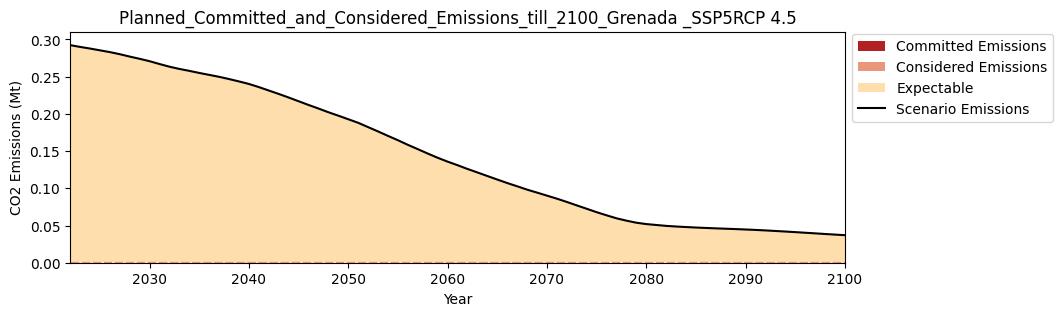 Planned_Committed_and_Considered_Emissions_till_2100_Grenada _SSP5RCP 4.5
CO2 Emissions (Mt)
0.30
0.25
0.20
0.15
0.10
0.05
0.00
2030 2040 2050 2060 2070 2080 2090 2100
Year
Committed Emissions
Considered Emissions
Expectable
Scenario Emissions